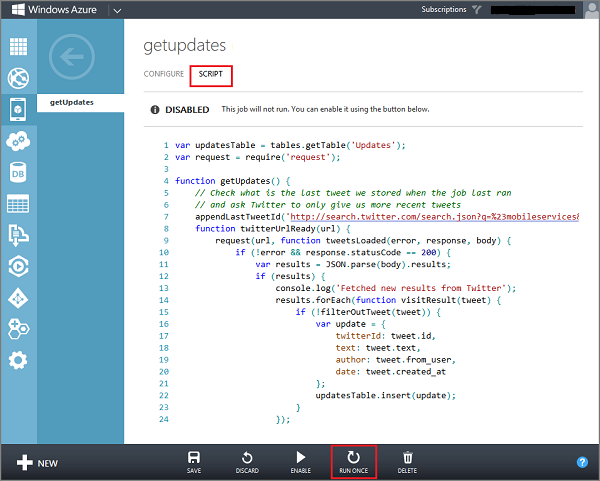 Windows Azure
Subscriptions
getupdates
CONFIGURE SCRIPT
getUpdates
DISABLED This job will not run. You can enable it using the button below.
1 var updatesTable = tables.getTable('Updates');
2 var request = require('request');
3
4 function getUpdates() {
5 // Check what is the last tweet we stored when the job last ran
6 // and ask Twitter to only give us more recent tweets
7 appendLastTweetId('http://search.twitter.com/search.json?q=%23mobileservices&
8 function twitterUrlReady(url) {
9 request(url, function tweetsLoaded(error, response, body) {
10 if (!error && response.statusCode == 200) {
11 var results = JSON.parse(body).results;
12 if (results) {
13 console.log('Fetched new results from Twitter');
14 results.forEach(function visitResult(tweet) {
15 if (!filterOutTweet(tweet)) {
16 var update = {
17 twitterId: tweet.id,
18 text: tweet.text,
19 author: tweet.from_user,
20 date: tweet.created_at
21 };
22 updatesTable.insert(update);
23 }
24 });
DB
NEW
SAVE DISCARD ENABLE RUN ONCE DELETE
?